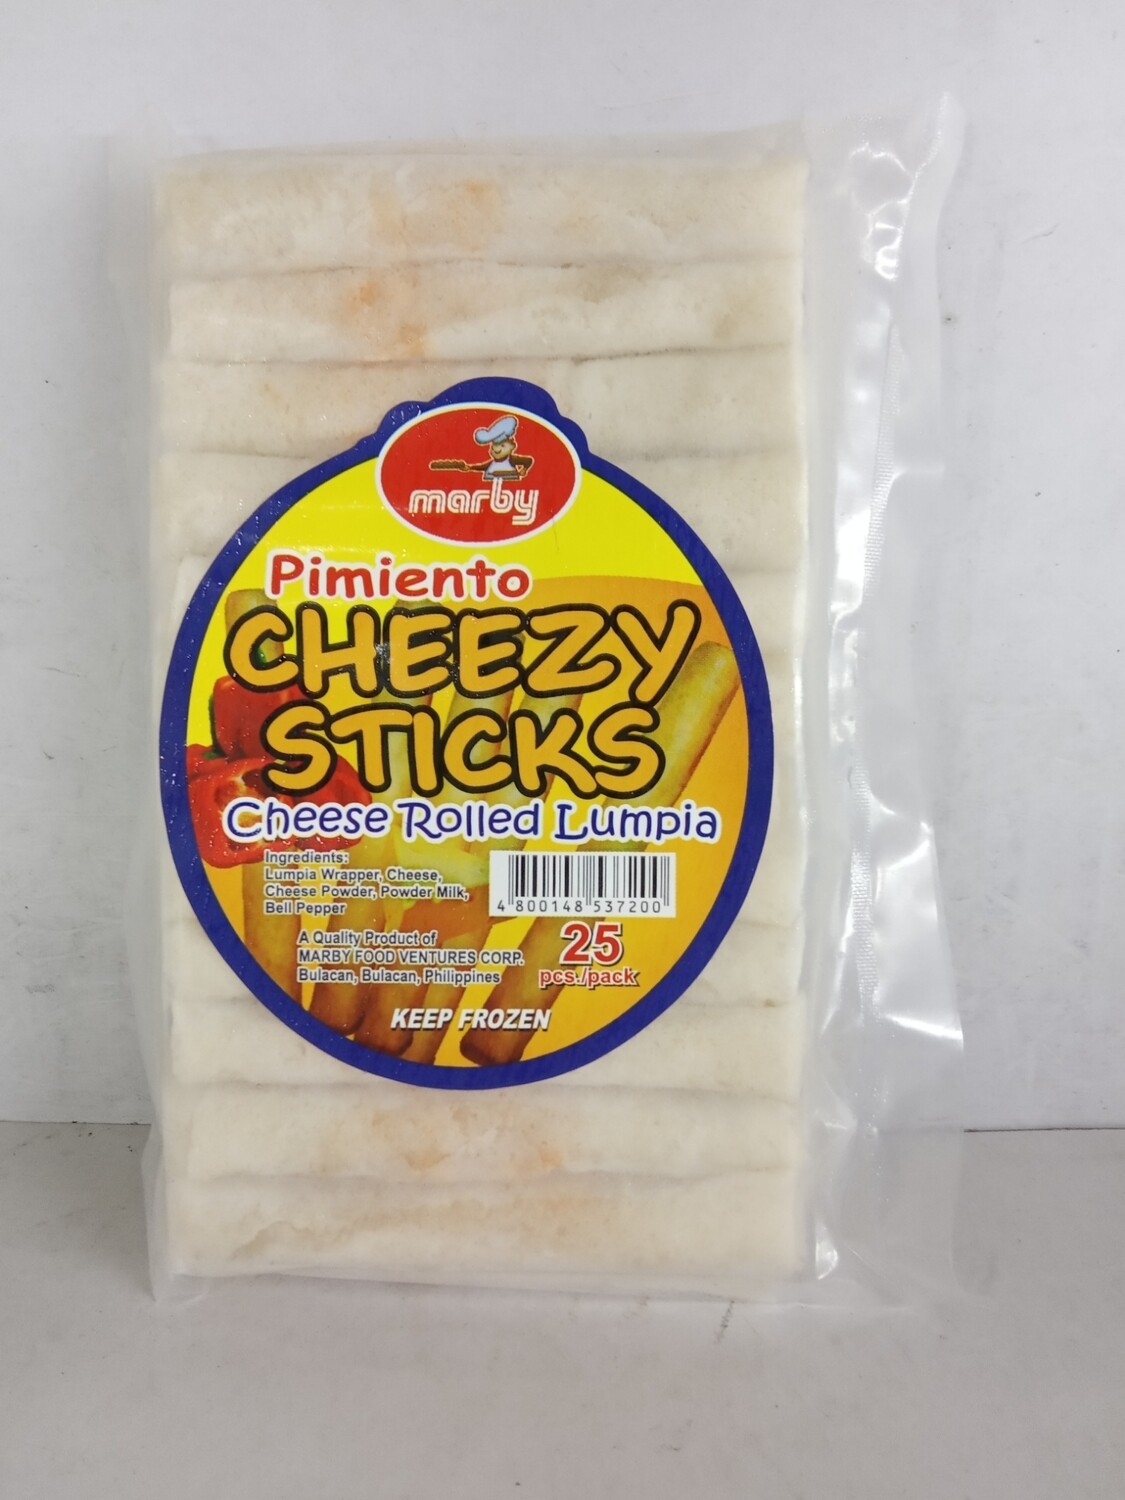 marby
Pimiento
CHEEZY
STICKS
Cheese Rolled Lumpia
Ingredients:
Lumpia Wrapper, Cheese,
Cheese Powder, Powder Milk,
Bell Pepper
4 800148 537200
A Quality Product of
MARBY FOOD VENTURES CORP.
Bulacan, Bulacan, Philippines
25
pcs./pack
KEEP FROZEN